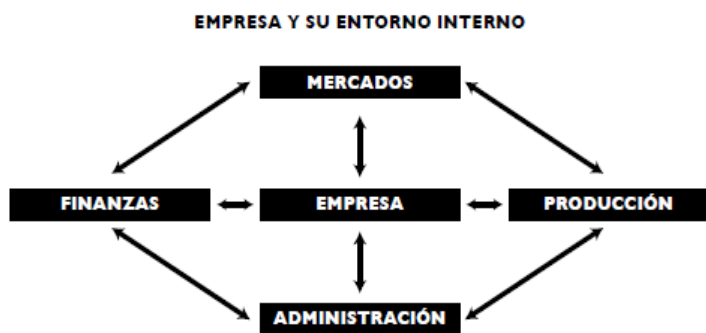 EMPRESA Y SU ENTORNO INTERNO
MERCADOS
FINANZAS
EMPRESA
PRODUCCIÓN
ADMINISTRACIÓN